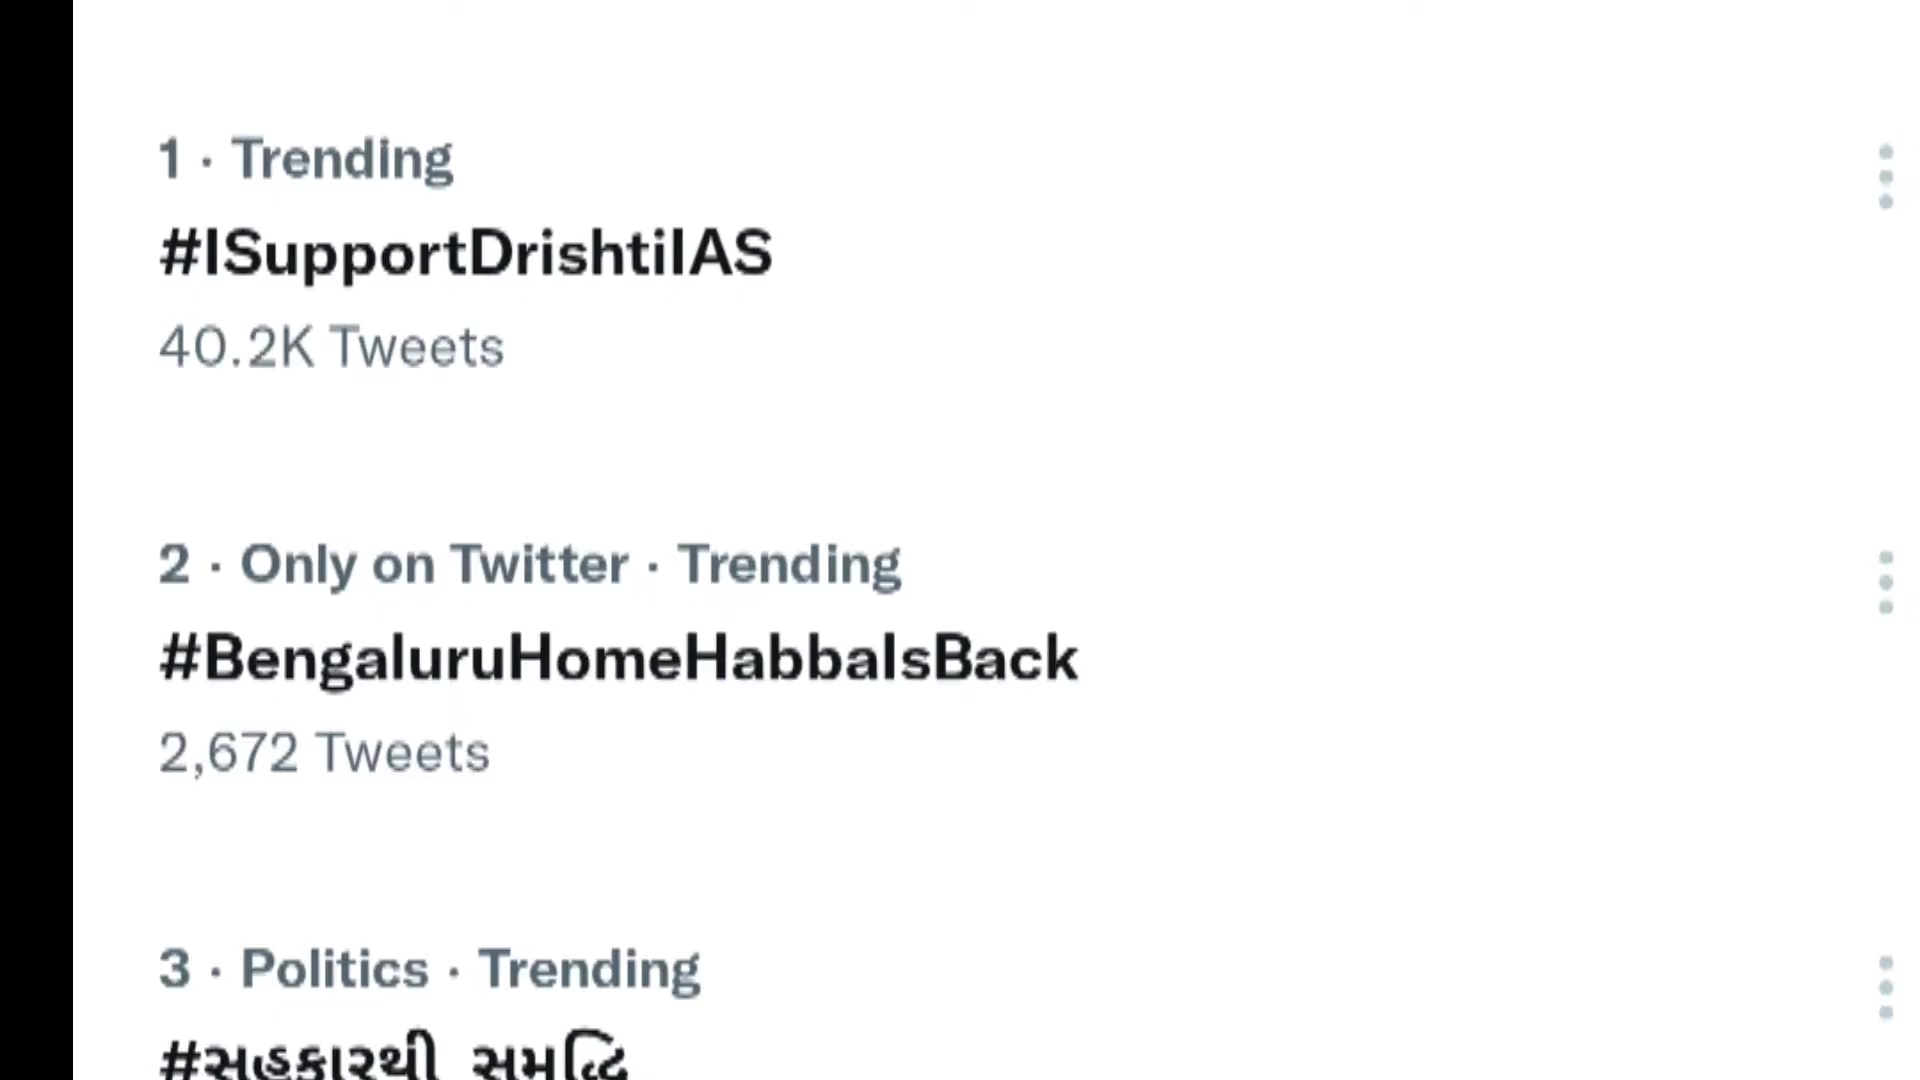 1 · Trending
#ISupportDrishtiIAS
40.2K Tweets
2 · Only on Twitter · Trending
#BengaluruHomeHabbaIsBack
2,672 Tweets
3 · Politics · Trending
#સહકારથી_સમૃદ્ધિ